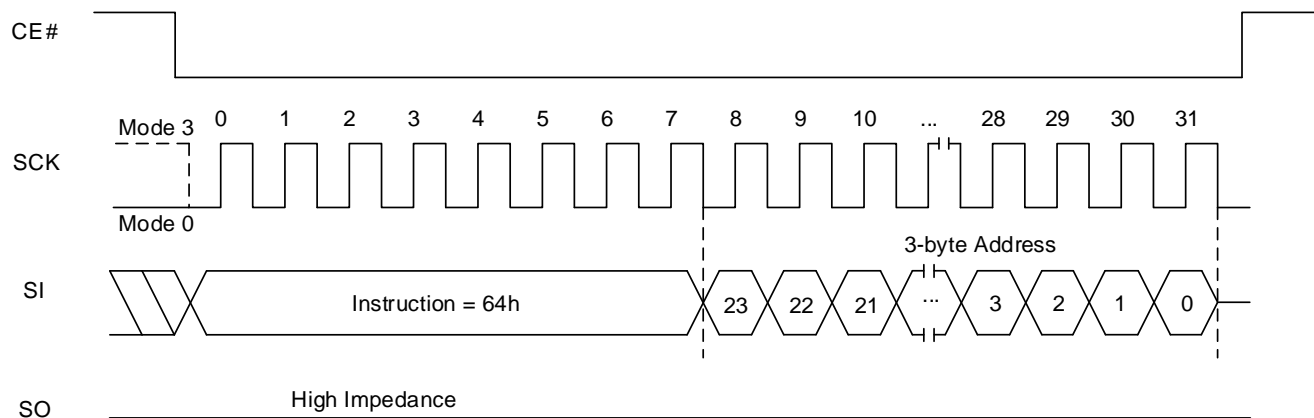 CE#
Mode 3
0 1 2 3 4 5 6 7 8 9 10 ... 28 29 30 31
SCK
Mode 0
3-byte Address
SI
Instruction = 64h
23 22 21 ... 3 2 1 0
High Impedance
SO